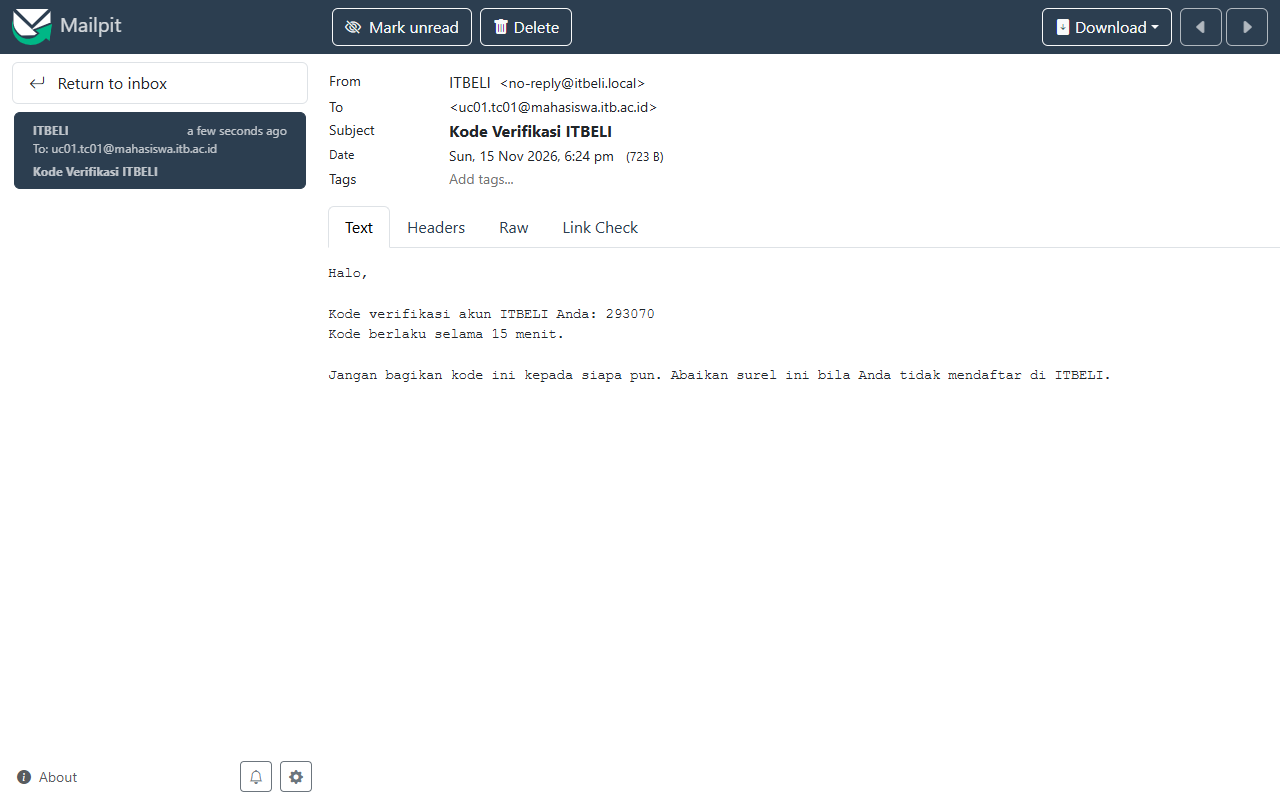 Mailpit
Mark unread
Delete
Download
Return to inbox
ITBELI a few seconds ago
To: uc01.tc01@mahasiswa.itb.ac.id
Kode Verifikasi ITBELI
From ITBELI <no-reply@itbeli.local>
To <uc01.tc01@mahasiswa.itb.ac.id>
Subject Kode Verifikasi ITBELI
Date Sun, 15 Nov 2026, 6:24 pm (723 B)
Tags Add tags...
Text Headers Raw Link Check
Halo,
Kode verifikasi akun ITBELI Anda: 293070
Kode berlaku selama 15 menit.
Jangan bagikan kode ini kepada siapa pun. Abaikan surel ini bila Anda tidak mendaftar di ITBELI.
About